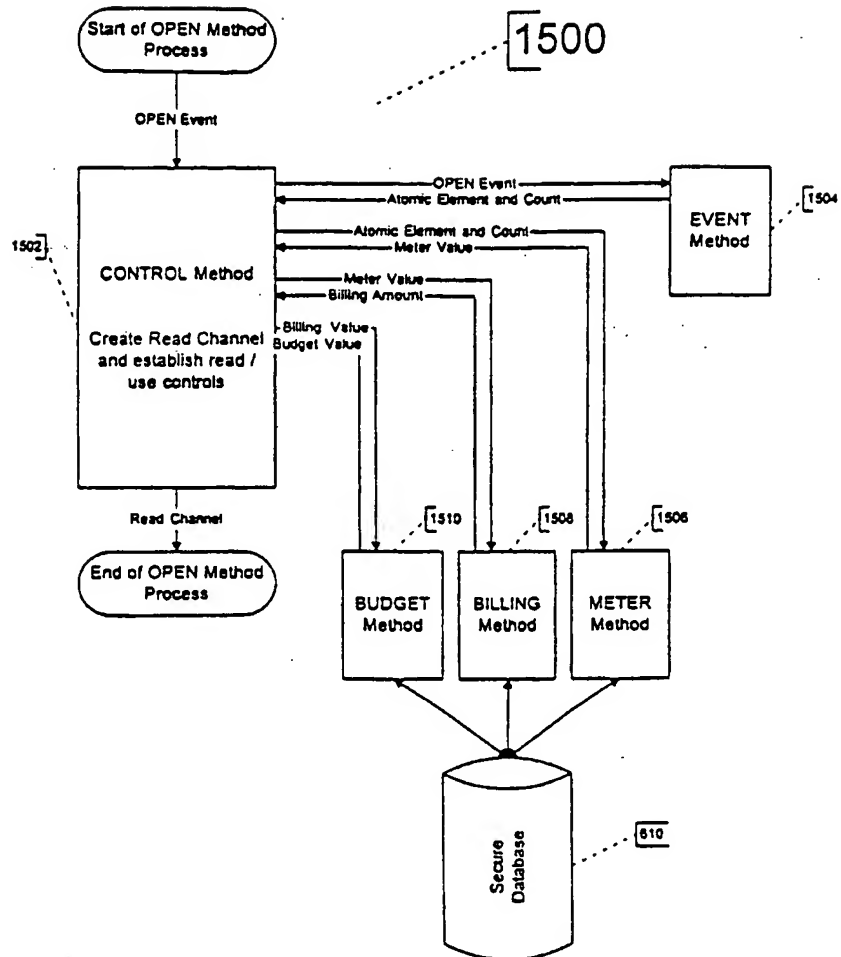 Start of OPEN Method
Process
1500
OPEN Event
OPEN Event
Atomic Element and Count
EVENT
Method
1504
1502
CONTROL Method
Create Read Channel
and establish read /
use controls
Atomic Element and Count
Meter Value
Meter Value
Billing Amount
Billing Value
Budget Value
Read Channel
End of OPEN Method
Process
1510
1508
1506
BUDGET
Method
BILLING
Method
METER
Method
Secure
Database
610